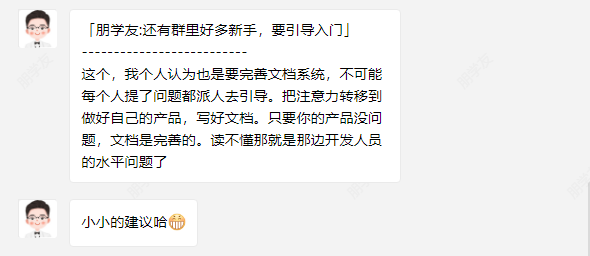 「朋学友:还有群里好多新手，要引导入门」
- - - - - - - - - - - - - - - - - - - - - - - - -
这个，我个人认为也是要完善文档系统，不可能
每个人提了问题都派人去引导。把注意力转移到
做好自己的产品，写好文档。只要你的产品没问
题，文档是完善的。读不懂那就是那边开发人员
的水平问题了
小小的建议哈😁